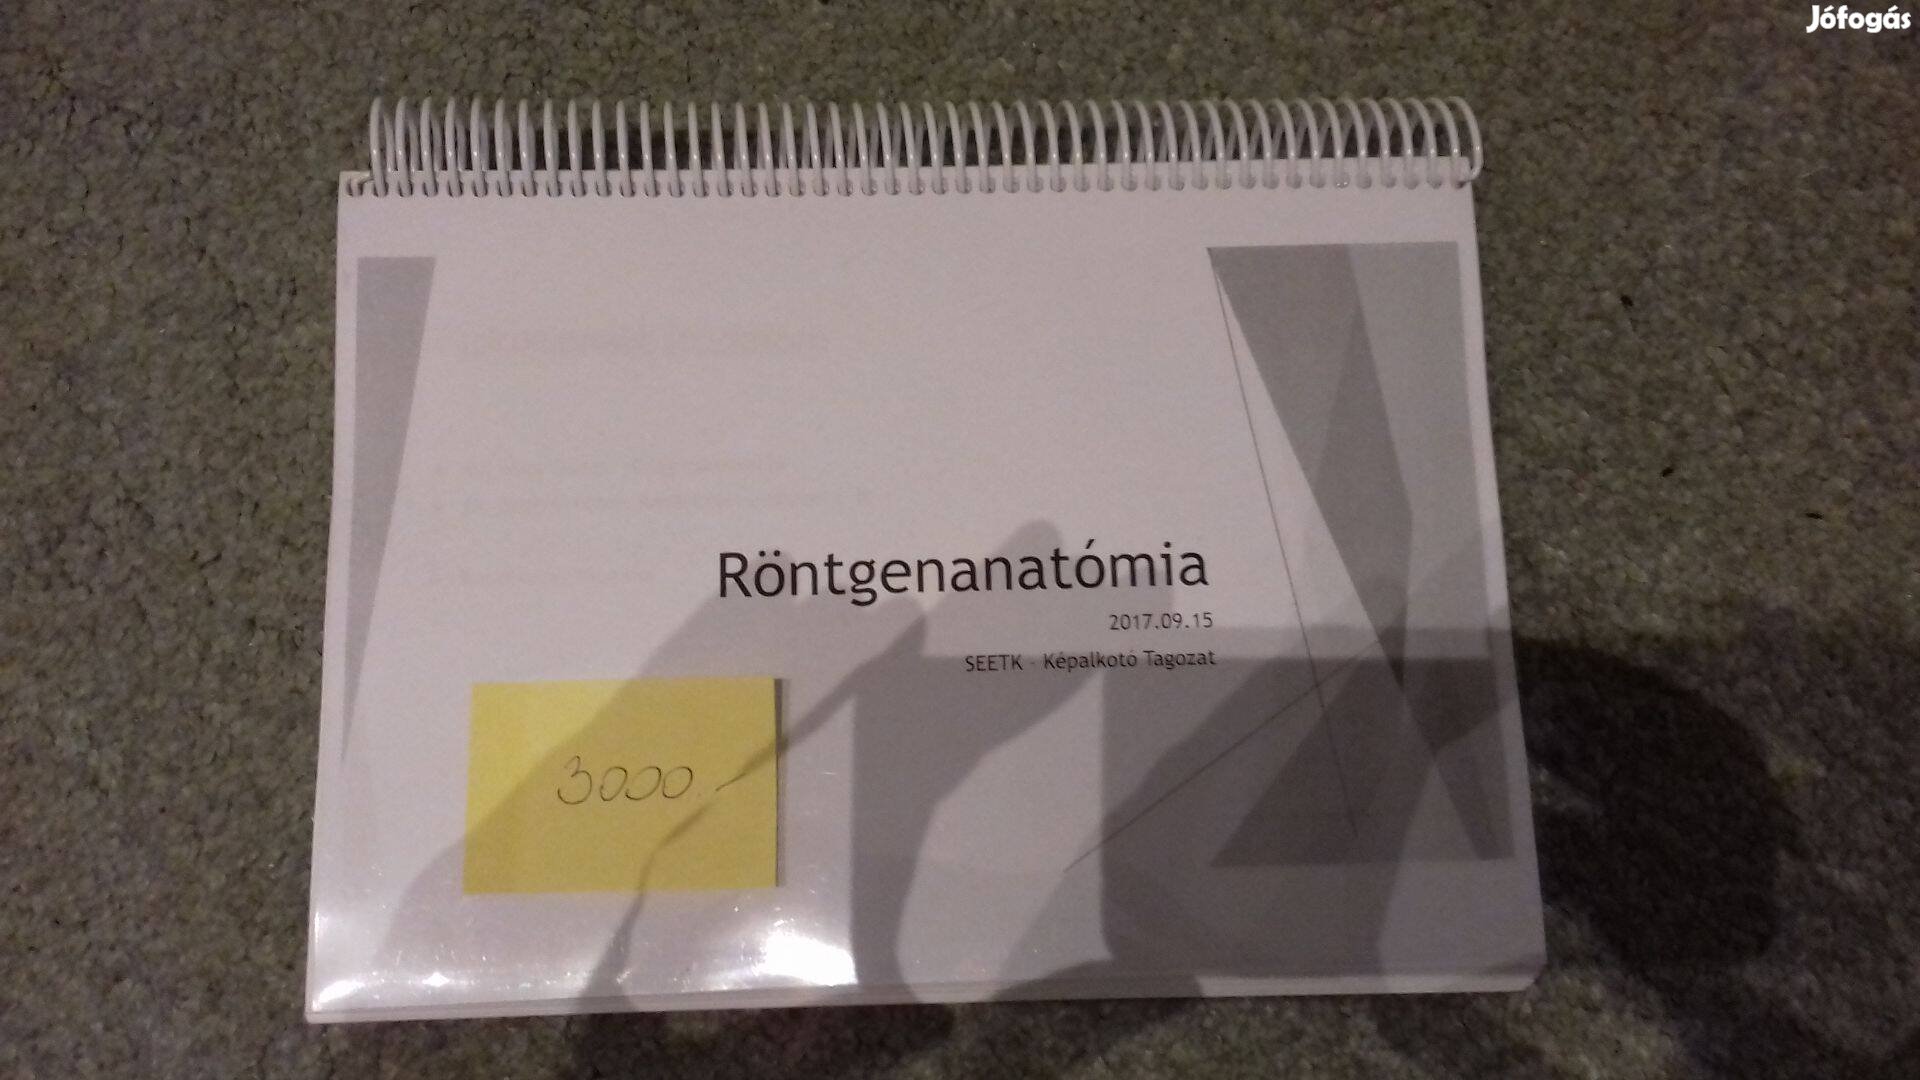 Jófogás
Röntgenanatómia
2017.09.15
SEETK - Képalkotó Tagozat
3000.-